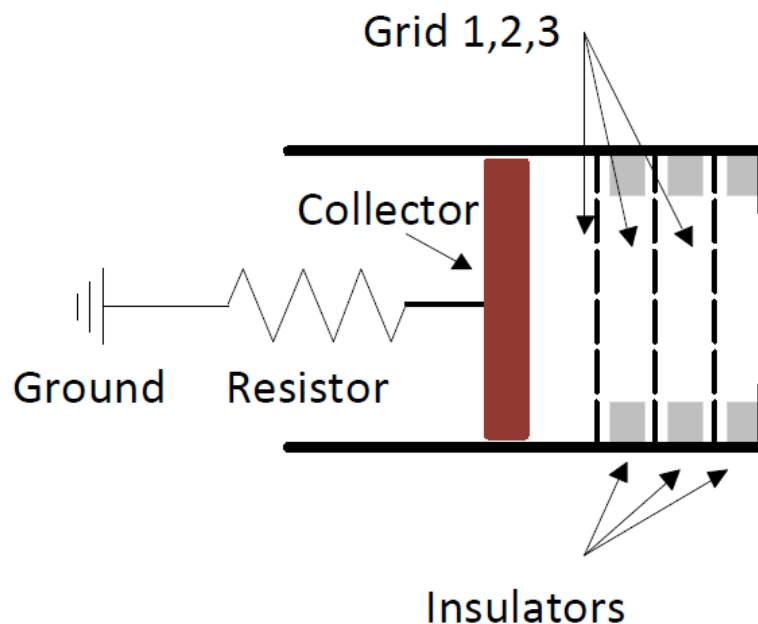 Grid 1,2,3
Collector
Ground
Resistor
Insulators